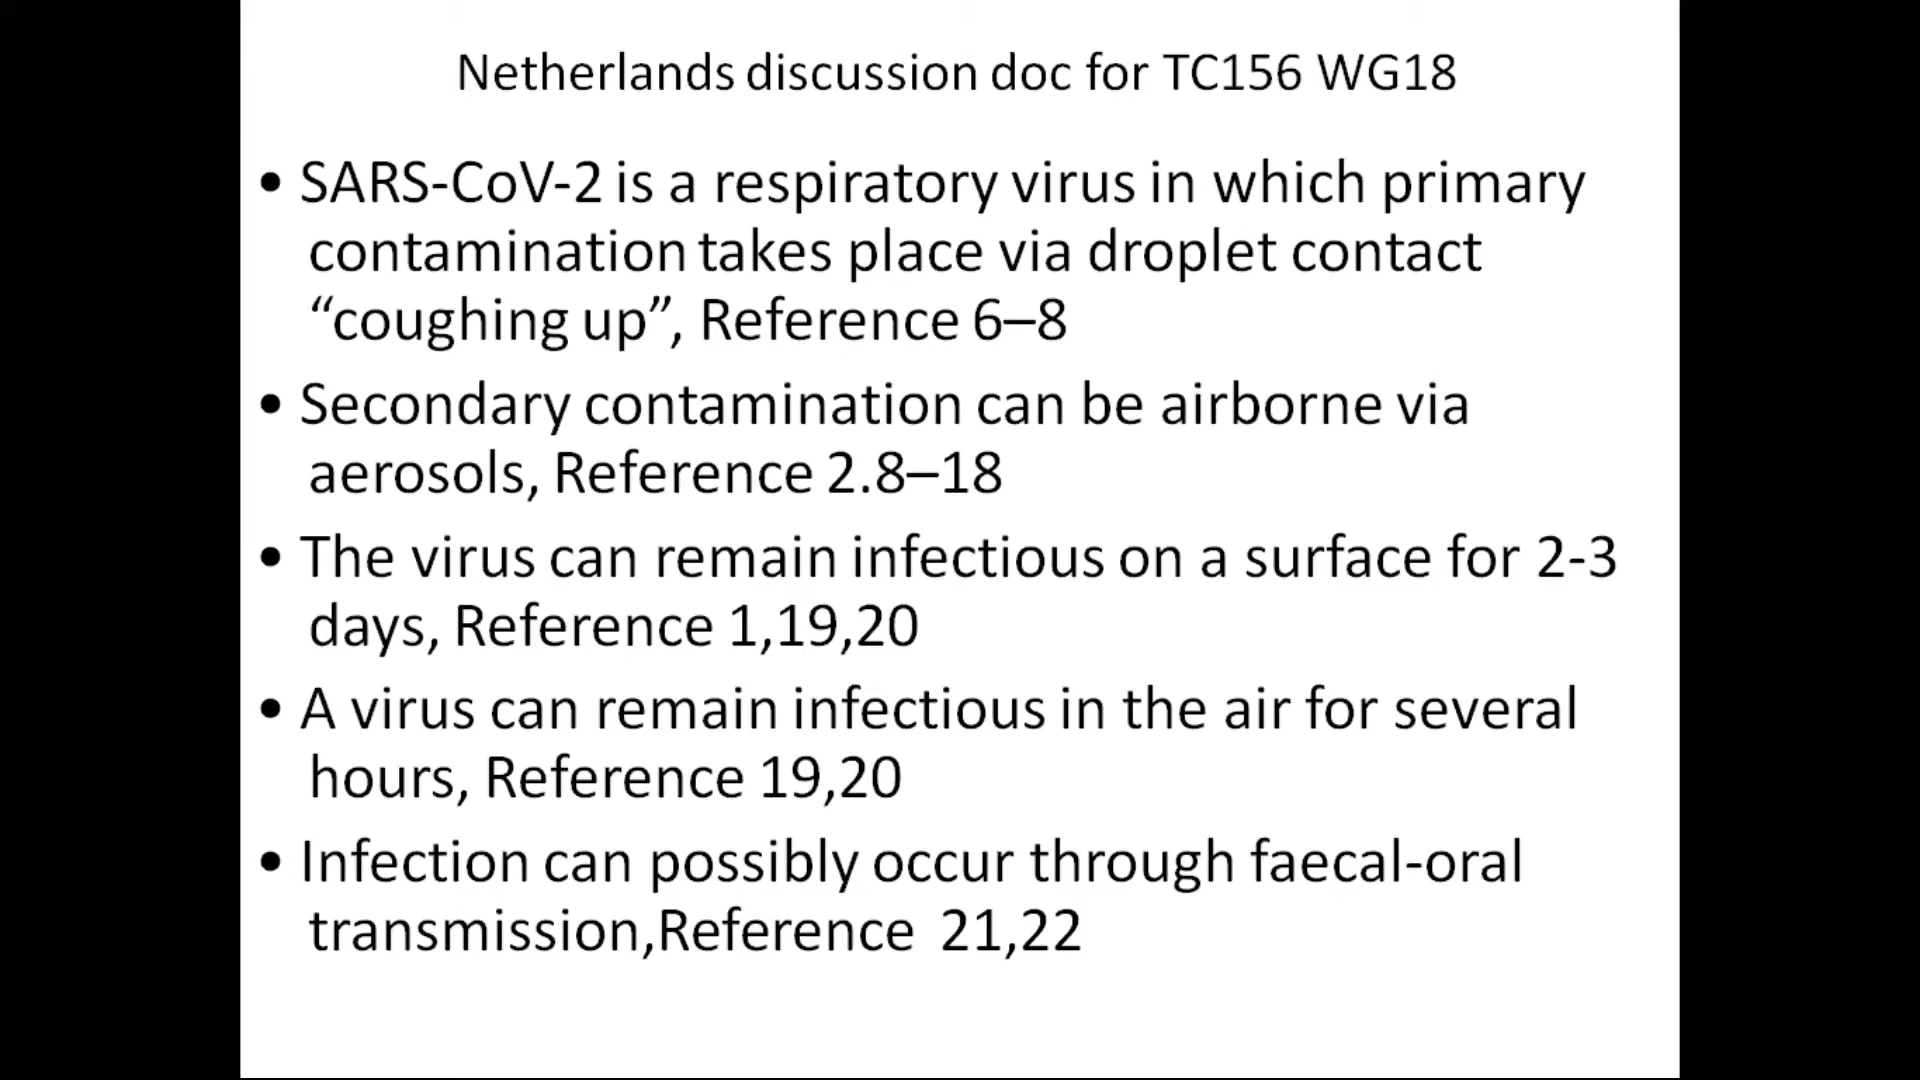 Netherlands discussion doc for TC156 WG18
• SARS-CoV-2 is a respiratory virus in which primary
contamination takes place via droplet contact
“coughing up”, Reference 6–8
• Secondary contamination can be airborne via
aerosols, Reference 2.8–18
• The virus can remain infectious on a surface for 2-3
days, Reference 1,19,20
• A virus can remain infectious in the air for several
hours, Reference 19,20
• Infection can possibly occur through faecal-oral
transmission,Reference  21,22